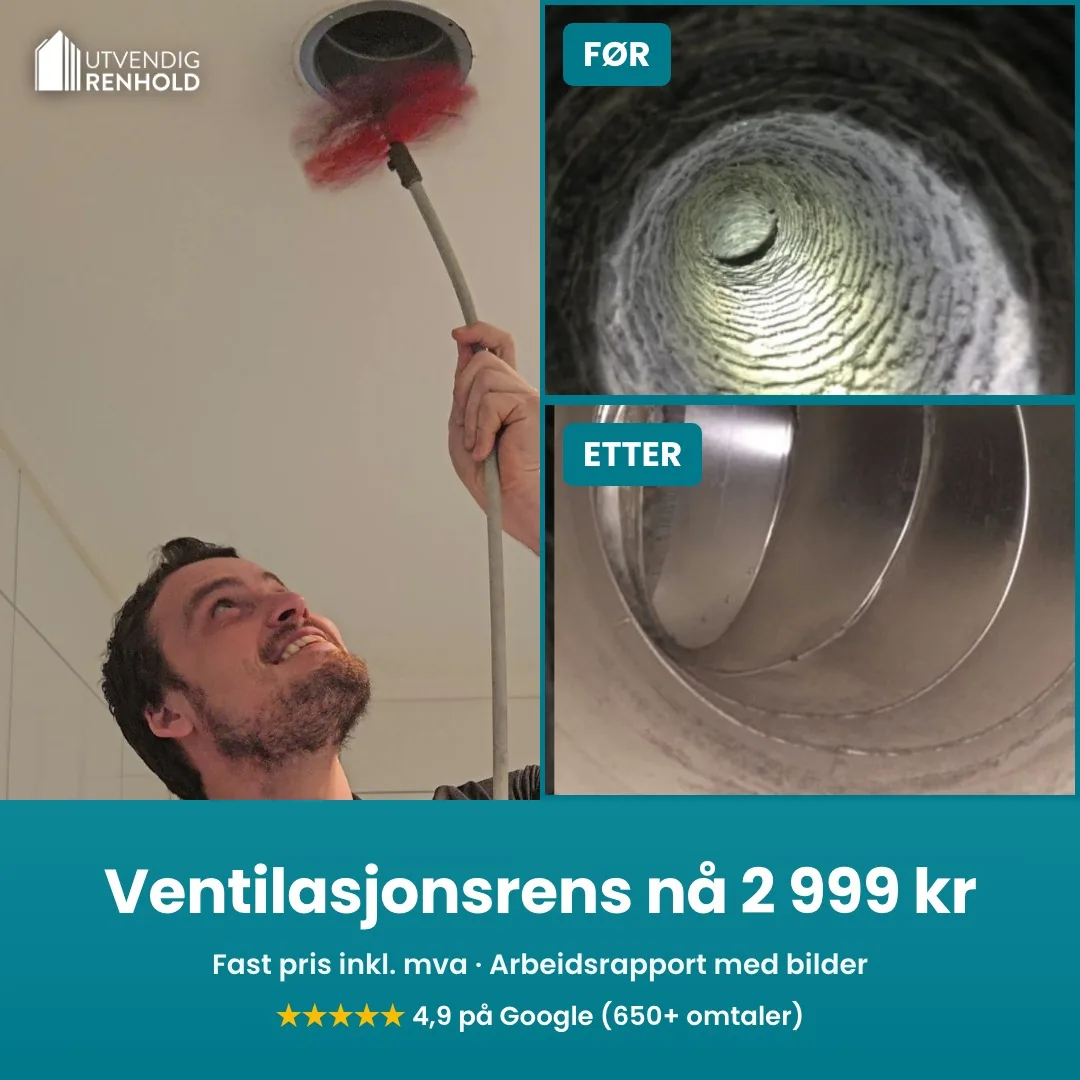 UTVENDIG
RENHOLD
FØR
ETTER
Ventilasjonsrens nå 2 999 kr
Fast pris inkl. mva · Arbeidsrapport med bilder
★★★★★ 4,9 på Google (650+ omtaler)